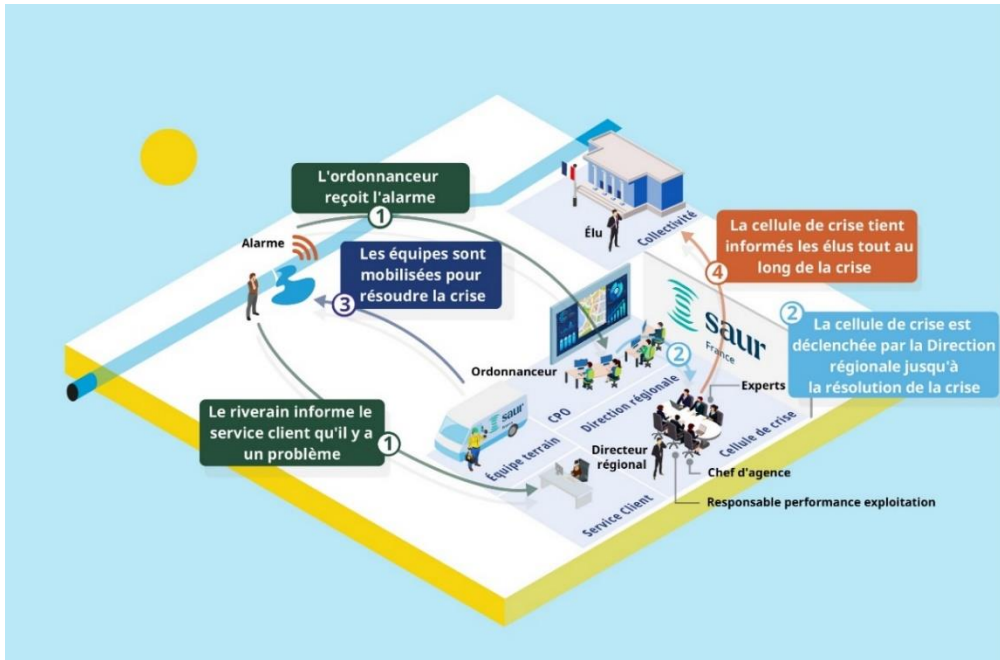 L'ordonnanceur
reçoit l'alarme
1
Alarme
Les équipes sont
mobilisées pour
résoudre la crise
3
Élu
Collectivité
La cellule de crise tient
informés les élus tout au
long de la crise
4
2
La cellule de crise est
déclenchée par la Direction
régionale jusqu'à
la résolution de la crise
saur
France
2
Ordonnanceur
CPO
Direction régionale
Experts
saur
Le riverain informe le
service client qu'il y a
un problème
1
Équipe terrain
Directeur
régional
Cellule de crise
Chef d'agence
Service Client
Responsable performance exploitation